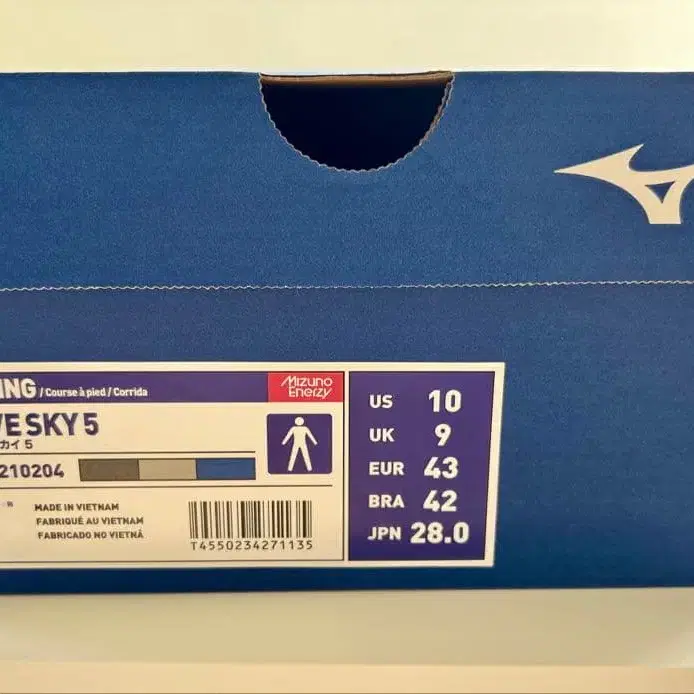 ING / Course à pied / Corrida
MIZUNO
ENERZY
VE SKY 5
カイ 5
210204
MADE IN VIETNAM
FABRIQUÉ AU VIETNAM
FABRICADO NO VIETNÃ
T4550234271135
US 10
UK 9
EUR 43
BRA 42
JPN 28.0